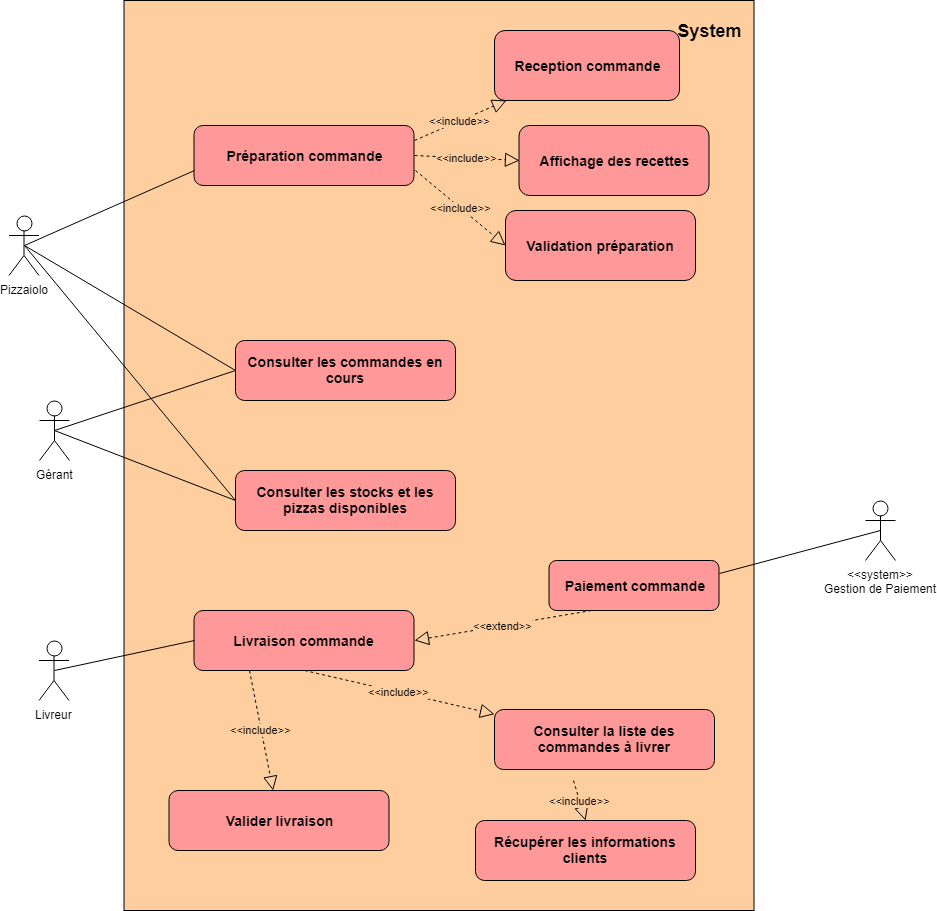 System
Reception commande
<<include>>
Préparation commande
<<include>>
Affichage des recettes
<<include>>
Validation préparation
Pizzaiolo
Consulter les commandes en
cours
Gérant
Consulter les stocks et les
pizzas disponibles
Paiement commande
<<system>>
Gestion de Paiement
<<extend>>
Livraison commande
Livreur
<<include>>
<<include>>
Consulter la liste des
commandes à livrer
<<include>>
Valider livraison
Récupérer les informations
clients